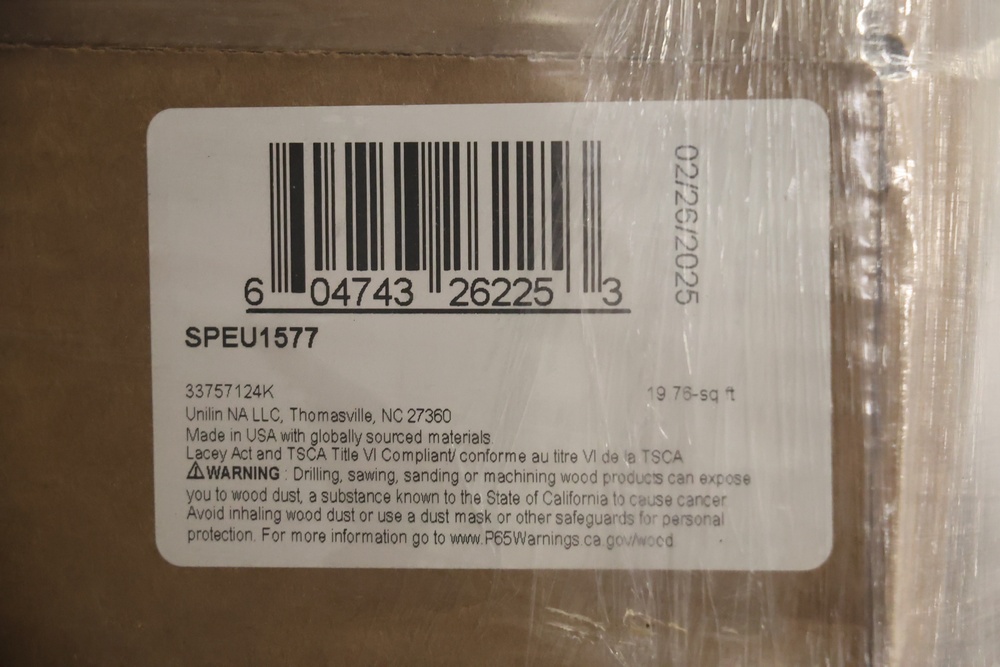 02/26/2025
6 04743 26225 3
SPEU1577
33757124K
19.76-sq ft
Unilin NA LLC, Thomasville, NC 27360
Made in USA with globally sourced materials.
Lacey Act and TSCA Title VI Compliant/ conforme au titre VI de la TSCA
⚠WARNING : Drilling, sawing, sanding or machining wood products can expose
you to wood dust, a substance known to the State of California to cause cancer
Avoid inhaling wood dust or use a dust mask or other safeguards for personal
protection. For more information go to www.P65Warnings.ca.gov/wood